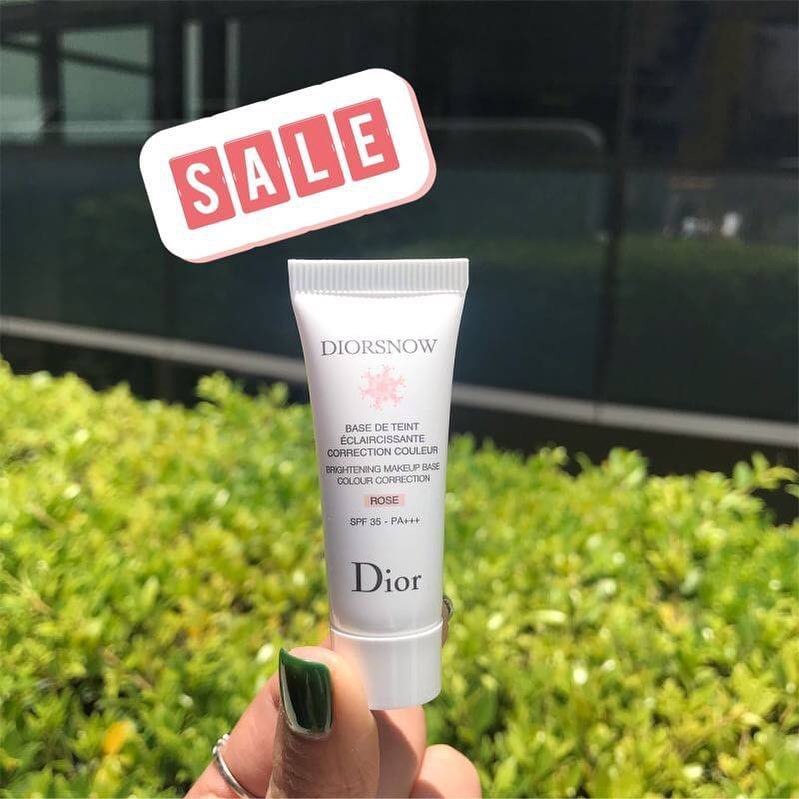 SALE
DIORSNOW
BASE DE TEINT
ÉCLAIRCISSANTE
CORRECTION COULEUR
BRIGHTENING MAKEUP BASE
COLOUR CORRECTION
ROSE
SPF 35 - PA+++
Dior